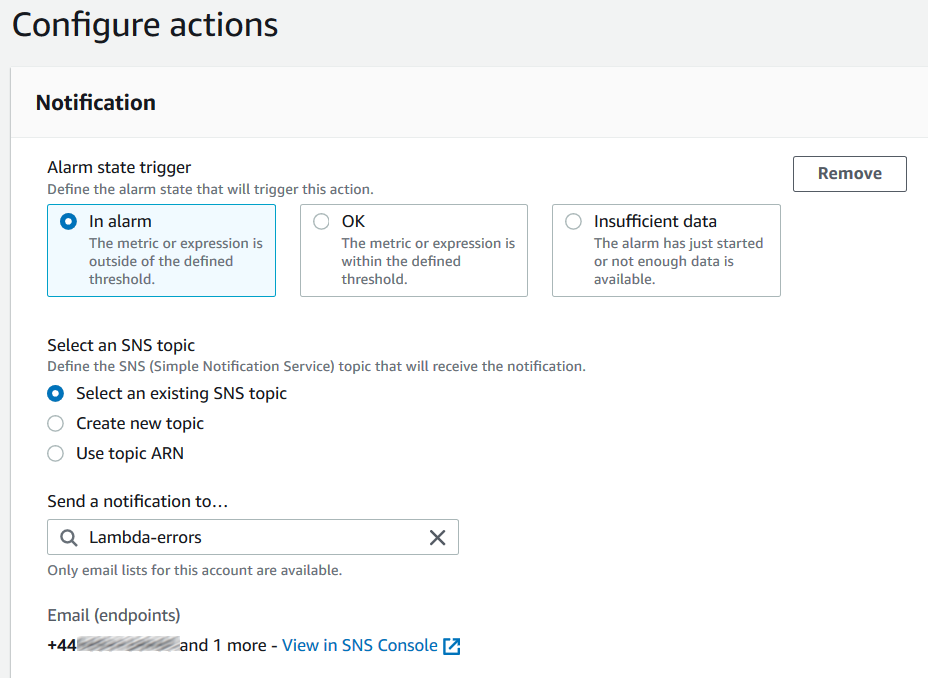 Configure actions
Notification
Alarm state trigger
Define the alarm state that will trigger this action.
Remove
In alarm
The metric or expression is
outside of the defined
threshold.
OK
The metric or expression is
within the defined
threshold.
Insufficient data
The alarm has just started
or not enough data is
available.
Select an SNS topic
Define the SNS (Simple Notification Service) topic that will receive the notification.
Select an existing SNS topic
Create new topic
Use topic ARN
Send a notification to…
Lambda-errors
Only email lists for this account are available.
Email (endpoints)
+44 and 1 more - View in SNS Console